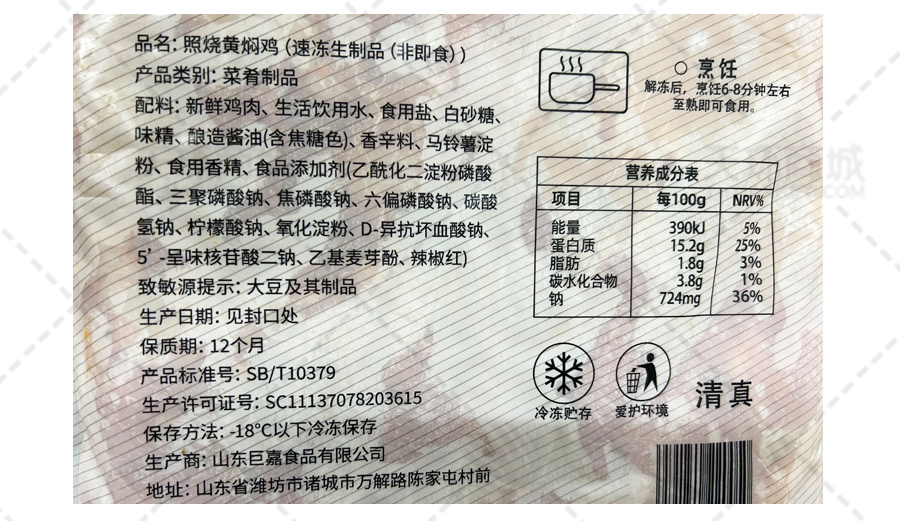 品名: 照烧黄焖鸡（速冻生制品（非即食））
产品类别: 菜肴制品
配料: 新鲜鸡肉、生活饮用水、食用盐、白砂糖、
味精、酿造酱油(含焦糖色)、香辛料、马铃薯淀
粉、食用香精、食品添加剂(乙酰化二淀粉磷酸
酯、三聚磷酸钠、焦磷酸钠、六偏磷酸钠、碳酸
氢钠、柠檬酸钠、氧化淀粉、D-异抗坏血酸钠、
5’-呈味核苷酸二钠、乙基麦芽酚、辣椒红)
致敏源提示: 大豆及其制品
生产日期: 见封口处
保质期: 12个月
产品标准号: SB/T10379
生产许可证号: SC11137078203615
保存方法: -18℃以下冷冻保存
生产商: 山东巨嘉食品有限公司
地址: 山东省潍坊市诸城市万解路陈家屯村前
烹饪
解冻后，烹饪6-8分钟左右
至熟即可食用。
营养成分表
项目 每100g NRV%
能量 390kJ 5%
蛋白质 15.2g 25%
脂肪 1.8g 3%
碳水化合物 3.8g 1%
钠 724mg 36%
冷冻贮存 爱护环境 清真
城
.COM